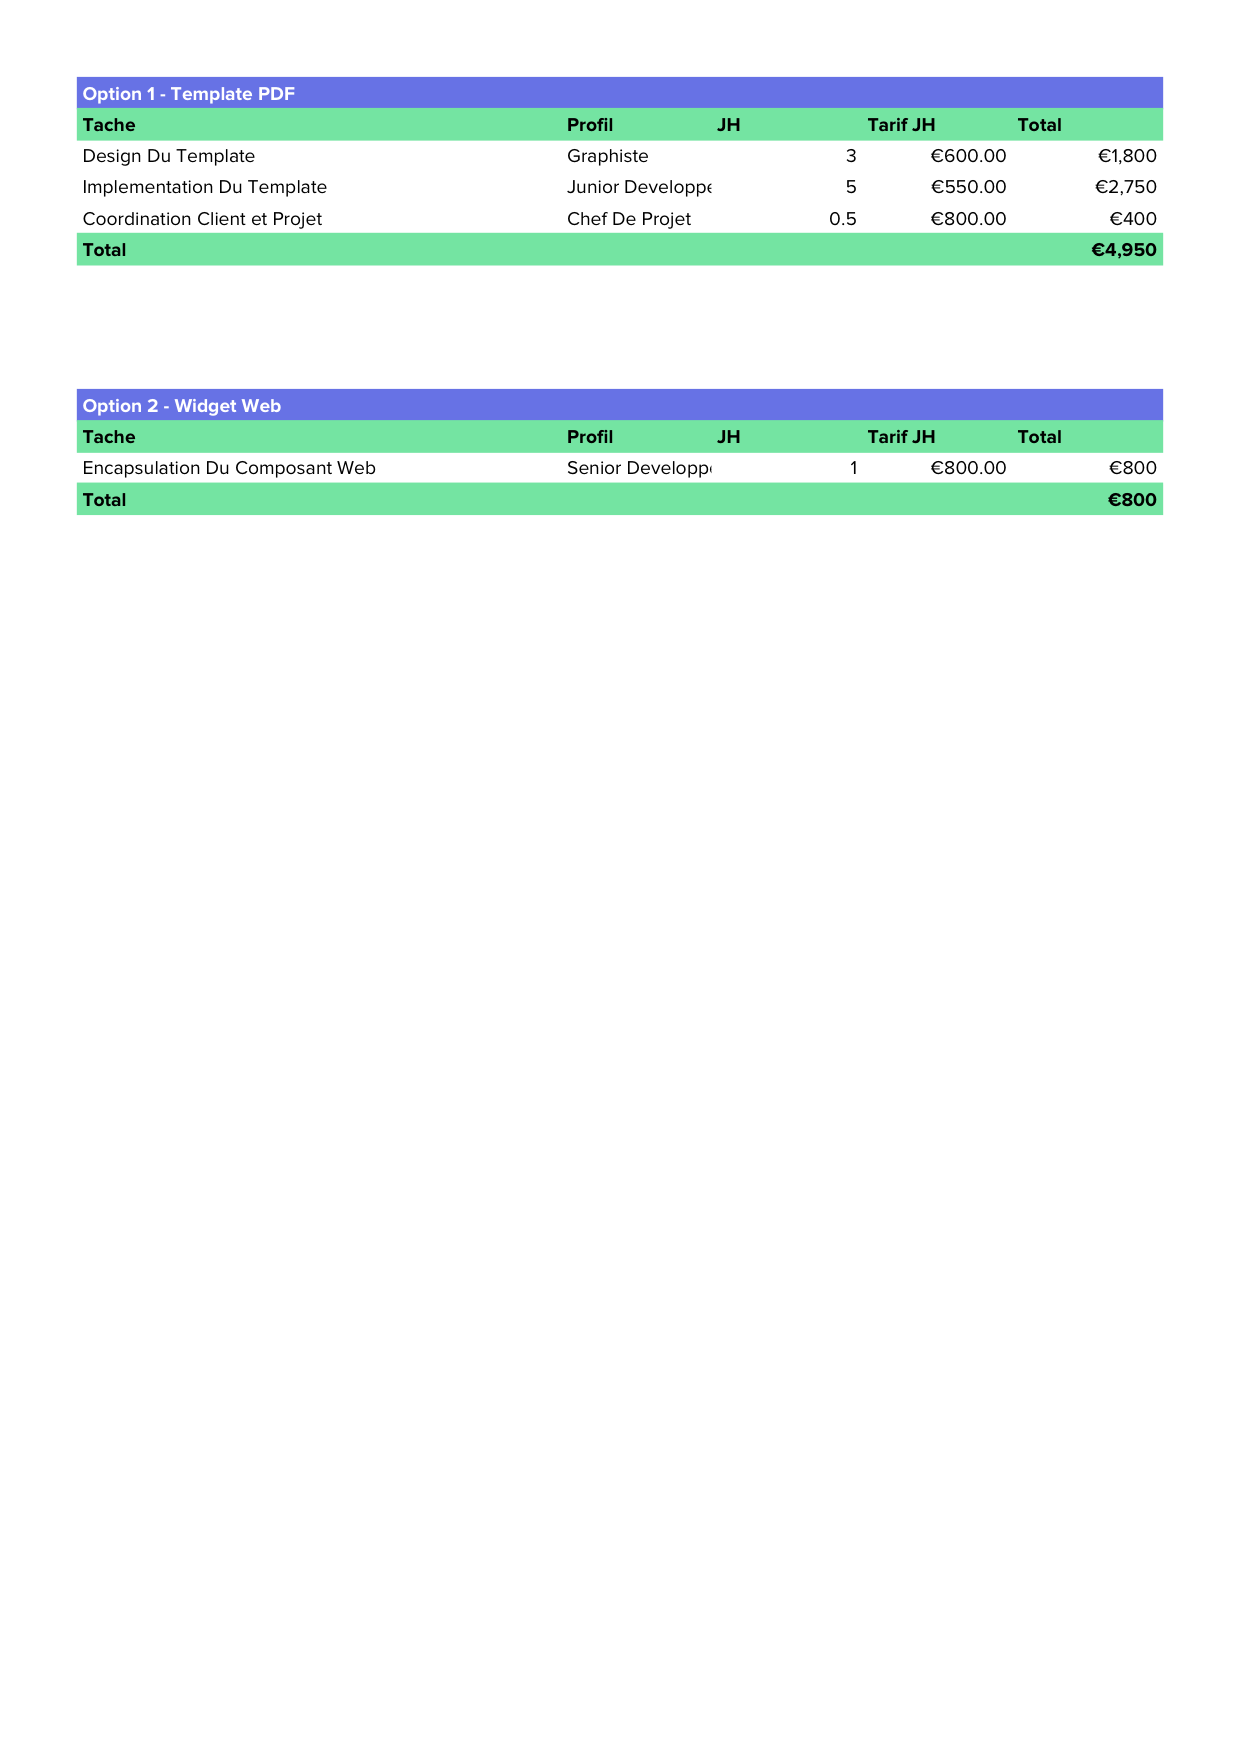 Option 1 - Template PDF
Tache Profil JH Tarif JH Total
Design Du Template Graphiste 3 €600.00 €1,800
Implementation Du Template Junior Developpe 5 €550.00 €2,750
Coordination Client et Projet Chef De Projet 0.5 €800.00 €400
Total €4,950
Option 2 - Widget Web
Tache Profil JH Tarif JH Total
Encapsulation Du Composant Web Senior Developpe 1 €800.00 €800
Total €800